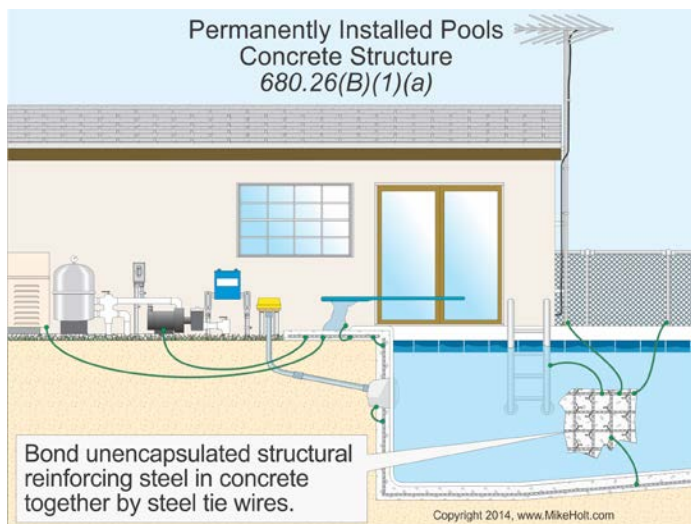 Permanently Installed Pools
Concrete Structure
680.26(B)(1)(a)
Bond unencapsulated structural
reinforcing steel in concrete
together by steel tie wires.
Copyright 2014, www.MikeHolt.com